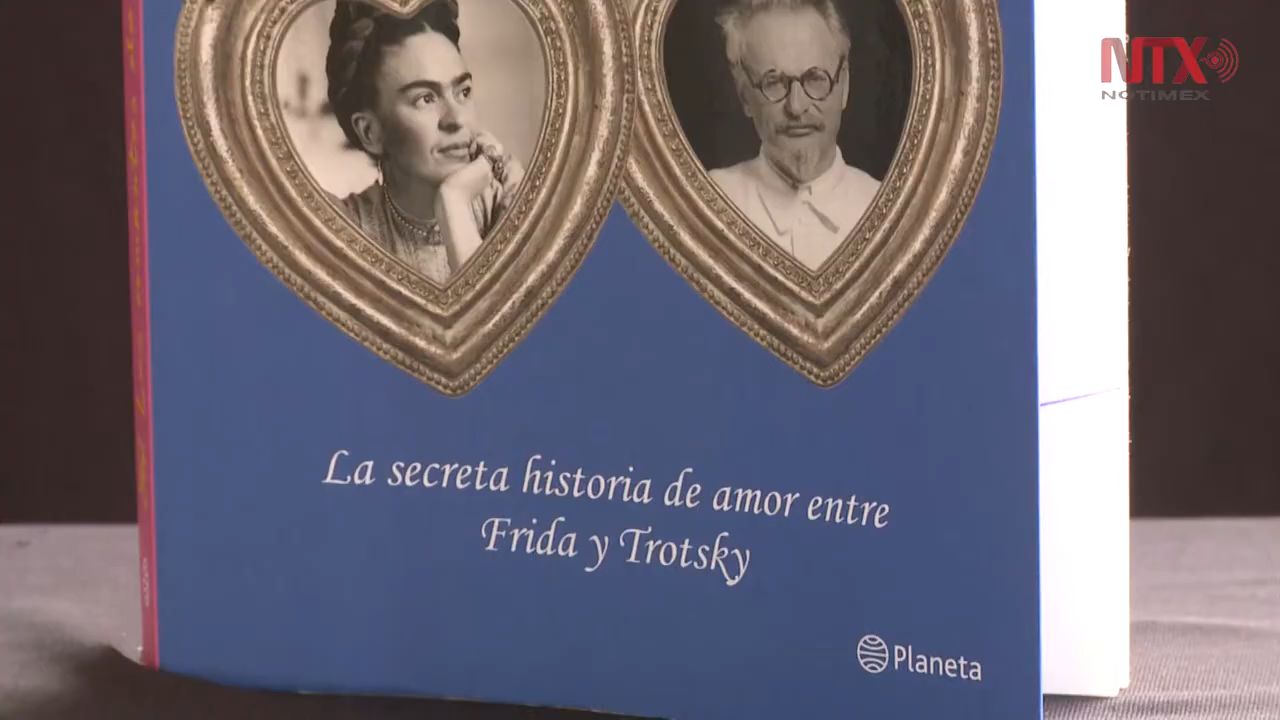 NTX
NOTIMEX
La secreta historia de amor entre
Frida y Trotsky
Planeta